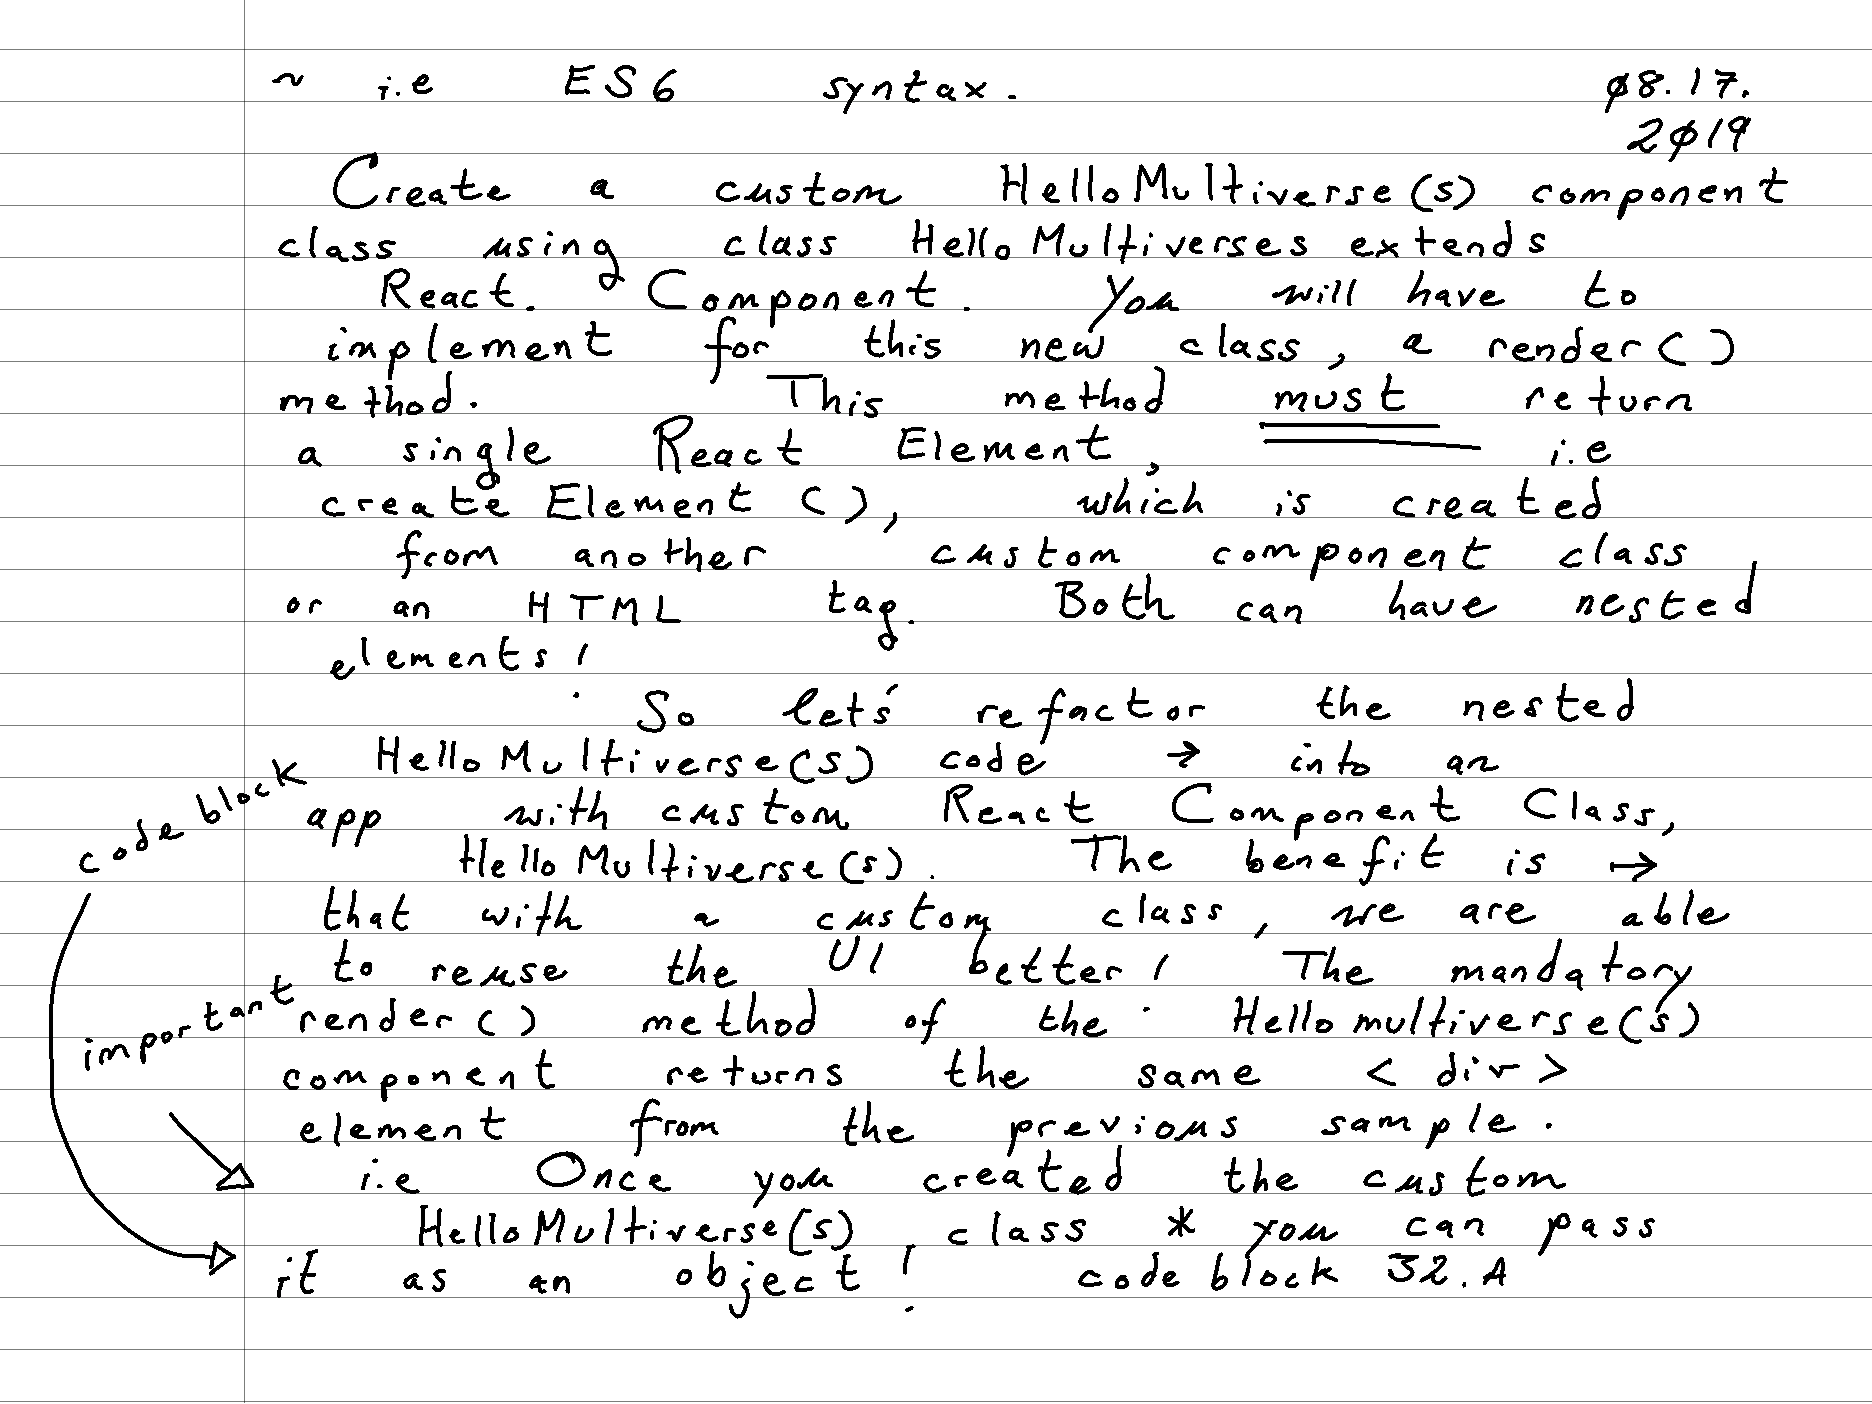 ~ i.e ES6 syntax. 08.17.
2019
Create a custom HelloMultiverse(s) component
class using class HelloMultiverses extends
React. Component. You will have to
implement for this new class, a render()
method. This method must return
a single React Element, i.e
createElement (), which is created
from another custom component class
or an HTML tag. Both can have nested
elements!
So let's refactor the nested
HelloMultiverse(s) code → into an
app with custom React Component Class,
HelloMultiverse(s). The benefit is →
that with a custom class, we are able
to reuse the UI better! The mandatory
render() method of the Hellomultiverse(s)
component returns the same <div>
element from the previous sample.
i.e Once you created the custom
HelloMultiverse(s) class * you can pass
it as an object! code block 32.A
code block
important